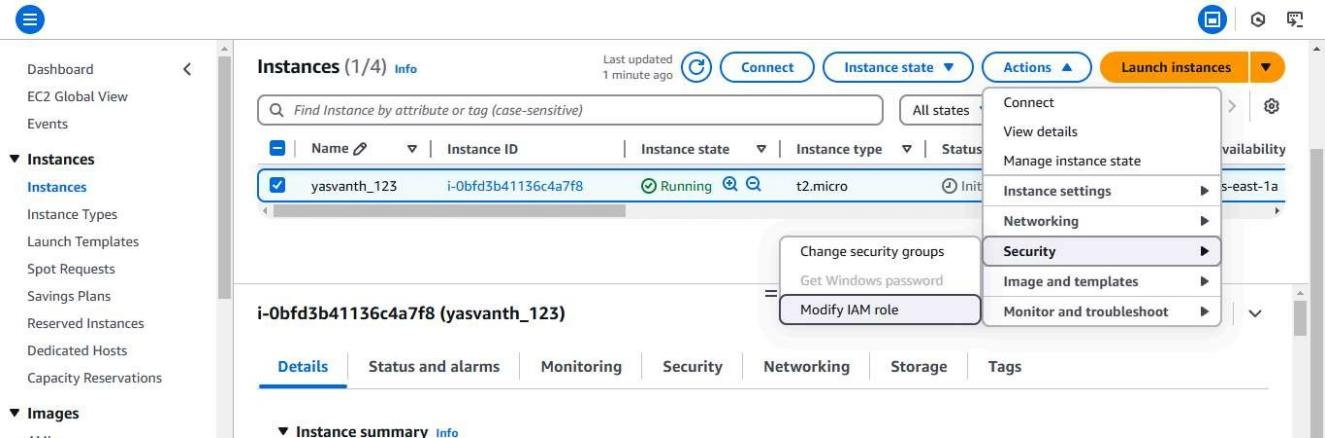 Dashboard
EC2 Global View
Events
Instances
Instances
Instance Types
Launch Templates
Spot Requests
Savings Plans
Reserved Instances
Dedicated Hosts
Capacity Reservations
Images
Instances (1/4) Info
Last updated
1 minute ago
Connect
Instance state
Actions
Launch instances
Find Instance by attribute or tag (case-sensitive)
All states
Name
Instance ID
Instance state
Instance type
Status
vailability
yasvanth_123
i-0bfd3b41136c4a7f8
Running
t2.micro
Init
s-east-1a
Connect
View details
Manage instance state
Instance settings
Networking
Security
Image and templates
Monitor and troubleshoot
Change security groups
Get Windows password
Modify IAM role
i-0bfd3b41136c4a7f8 (yasvanth_123)
Details
Status and alarms
Monitoring
Security
Networking
Storage
Tags
Instance summary Info